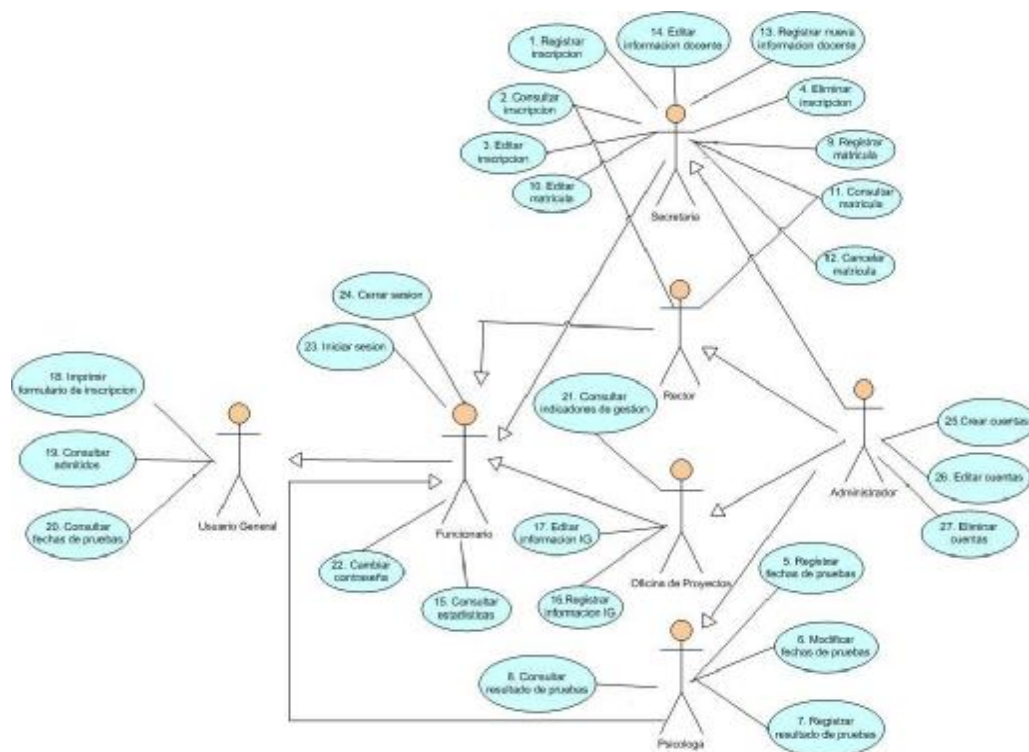 1. Registrar
inscripcion
14. Editar
informacion docente
13. Registrar nueva
informacion docente
2. Consultar
inscripcion
4. Eliminar
inscripcion
3. Editar
inscripcion
9. Registrar
matricula
10. Editar
matricula
11. Consultar
matricula
Secretaria
12. Cancelar
matricula
24. Cerrar sesion
23. Iniciar sesion
18. Imprimir
formulario de inscripcion
21. Consultar
indicadores de gestion
Rector
19. Consultar
admitidos
25.Crear cuentas
26. Editar cuentas
Administrador
20. Consultar
fechas de pruebas
Usuario General
Funcionario
17. Editar
informacion IG
27. Eliminar
cuentas
22. Cambiar
contraseña
15. Consultar
estadisticas
16.Registrar
informacion IG
Oficina de Proyectos
5. Registrar
fechas de pruebas
6. Modificar
fechas de pruebas
8. Consultar
resultado de pruebas
7. Registrar
resultado de pruebas
Psicologa